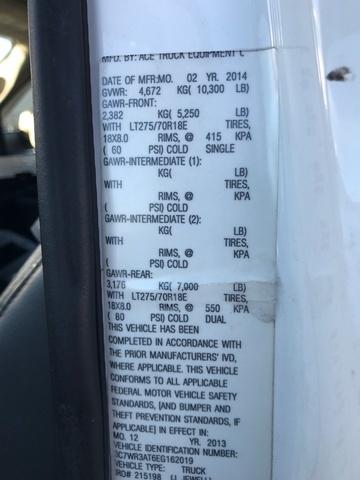 MFD. BY: ACE TRUCK EQUIPMENT C
DATE OF MFR:MO. 02 YR. 2014
GVWR: 4,672 KG( 10,300 LB)
GAWR-FRONT:
2,382 KG( 5,250 LB)
WITH LT275/70R18E TIRES,
18X8.0 RIMS, @ 415 KPA
( 60 PSI) COLD SINGLE
GAWR-INTERMEDIATE (1):
KG( LB)
WITH TIRES,
RIMS, @ KPA
( PSI) COLD
GAWR-INTERMEDIATE (2):
KG( LB)
WITH TIRES,
RIMS, @ KPA
( PSI) COLD
GAWR-REAR:
3,176 KG( 7,000 LB)
WITH LT275/70R18E TIRES,
18X8.0 RIMS, @ 550 KPA
( 80 PSI) COLD DUAL
THIS VEHICLE HAS BEEN
COMPLETED IN ACCORDANCE WITH
THE PRIOR MANUFACTURERS' IVD,
WHERE APPLICABLE. THIS VEHICLE
CONFORMS TO ALL APPLICABLE
FEDERAL MOTOR VEHICLE SAFETY
STANDARDS, [AND BUMPER AND
THEFT PREVENTION STANDARDS, IF
APPLICABLE] IN EFFECT IN:
MO. 12 YR. 2013
VEHICLE IDENTIFICATION NUMBER:
3C7WR3AT6EG162019
VEHICLE TYPE: TRUCK
IRO# 215198 (J. JEWELL)